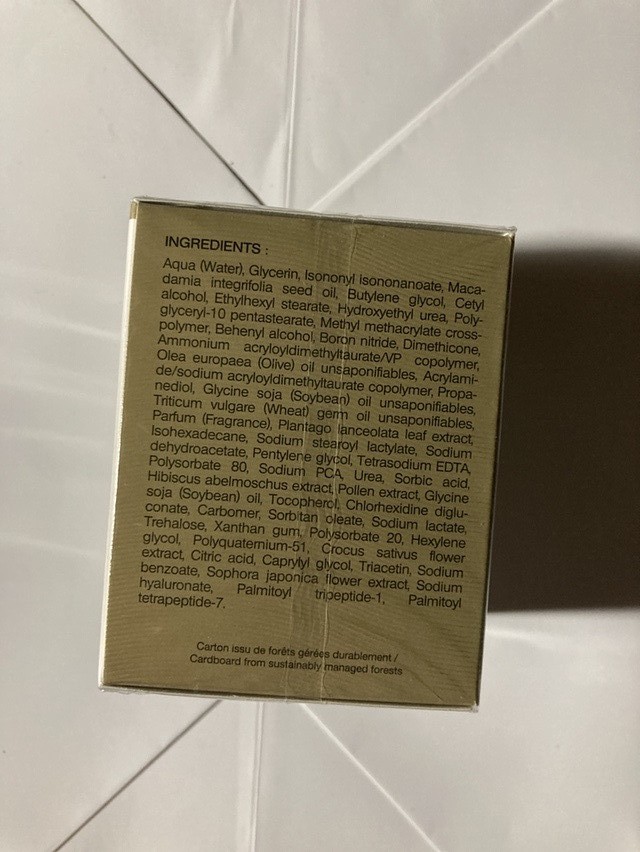 INGREDIENTS :
Aqua (Water), Glycerin, Isononyl isononanoate, Maca-
damia integrifolia seed oil, Butylene glycol, Cetyl
alcohol, Ethylhexyl stearate, Hydroxyethyl urea, Poly-
glyceryl-10 pentastearate, Methyl methacrylate cross-
polymer, Behenyl alcohol, Boron nitride, Dimethicone,
Ammonium acryloyldimethyltaurate/VP copolymer,
Olea europaea (Olive) oil unsaponifiables, Acrylami-
de/sodium acryloyldimethyltaurate copolymer, Propa-
nediol, Glycine soja (Soybean) oil unsaponifiables,
Triticum vulgare (Wheat) germ oil unsaponifiables,
Parfum (Fragrance), Plantago lanceolata leaf extract,
Isohexadecane, Sodium stearoyl lactylate, Sodium
dehydroacetate, Pentylene glycol, Tetrasodium EDTA,
Polysorbate 80, Sodium PCA, Urea, Sorbic acid,
Hibiscus abelmoschus extract, Pollen extract, Glycine
soja (Soybean) oil, Tocopherol, Chlorhexidine diglu-
conate, Carbomer, Sorbitan oleate, Sodium lactate,
Trehalose, Xanthan gum, Polysorbate 20, Hexylene
glycol, Polyquaternium-51, Crocus sativus flower
extract, Citric acid, Caprylyl glycol, Triacetin, Sodium
benzoate, Sophora japonica flower extract, Sodium
hyaluronate, Palmitoyl tripeptide-1, Palmitoyl
tetrapeptide-7.
Carton issu de forêts gérées durablement /
Cardboard from sustainably managed forests